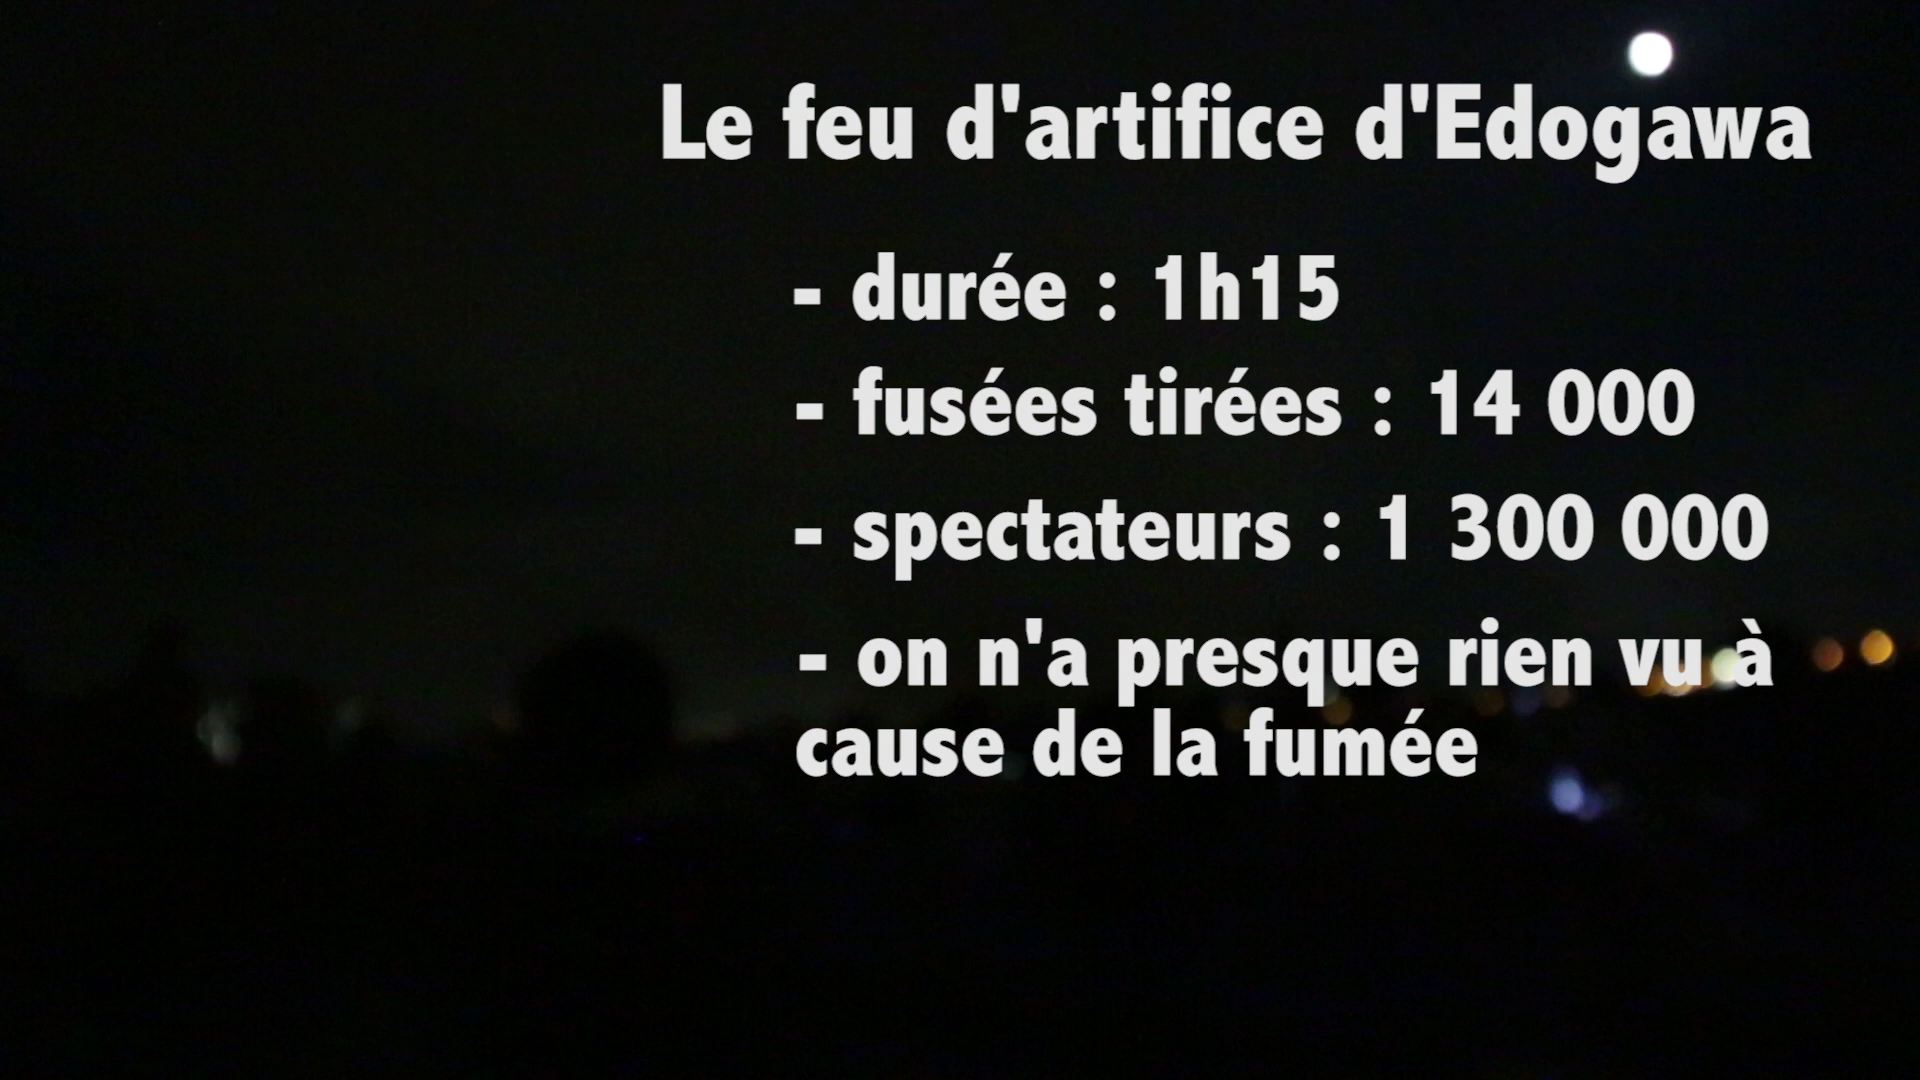 Le feu d'artifice d'Edogawa
- durée : 1h15
- fusées tirées : 14 000
- spectateurs : 1 300 000
- on n'a presque rien vu à
cause de la fumée